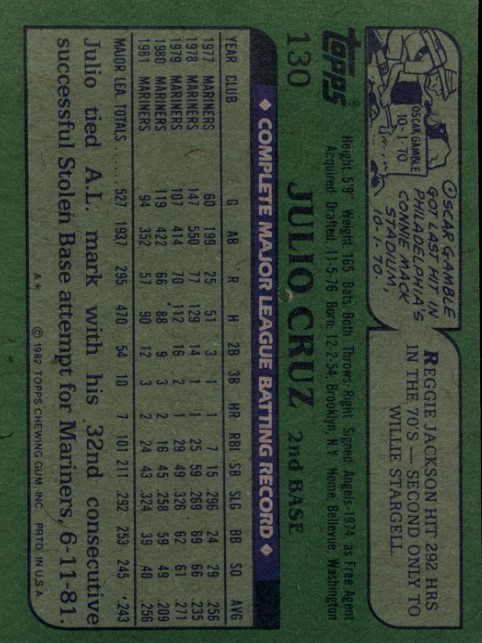 OSCAR GAMBLE
10-1-70
OSCAR GAMBLE
GOT LAST HIT IN
PHILADELPHIA'S
CONNIE MACK
STADIUM,
10-1-70.
REGGIE JACKSON HIT 292 HRS
IN THE 70'S — SECOND ONLY TO
WILLIE STARGELL.
topps®
130
JULIO CRUZ 2nd BASE
Height: 5'9" Weight: 165 Bats: Both Throws: Right Signed: Angels-1974, as Free Agent
Acquired: Drafted, 11-5-76 Born: 12-2-54, Brooklyn, N.Y. Home: Bellevue, Washington
◆ COMPLETE MAJOR LEAGUE BATTING RECORD ◆
YEAR CLUB G AB R H 2B 3B HR RBI SB SLG BB SO AVG
1977 MARINERS 60 199 25 51 3 1 1 7 15 .296 24 29 .256
1978 MARINERS 147 550 77 129 14 1 1 25 59 .269 69 66 .235
1979 MARINERS 107 414 70 112 16 2 1 29 49 .326 62 61 .271
1980 MARINERS 119 422 66 88 9 3 2 16 45 .258 59 49 .209
1981 MARINERS 94 352 57 90 12 3 2 24 43 .324 39 40 .256
MAJOR LEA. TOTALS 527 1937 295 470 54 10 7 101 211 .292 253 245 .243
Julio tied A.L. mark with his 32nd consecutive
successful Stolen Base attempt for Mariners, 6-11-81.
A* © 1982 TOPPS CHEWING GUM INC. PRTD. IN U.S.A.